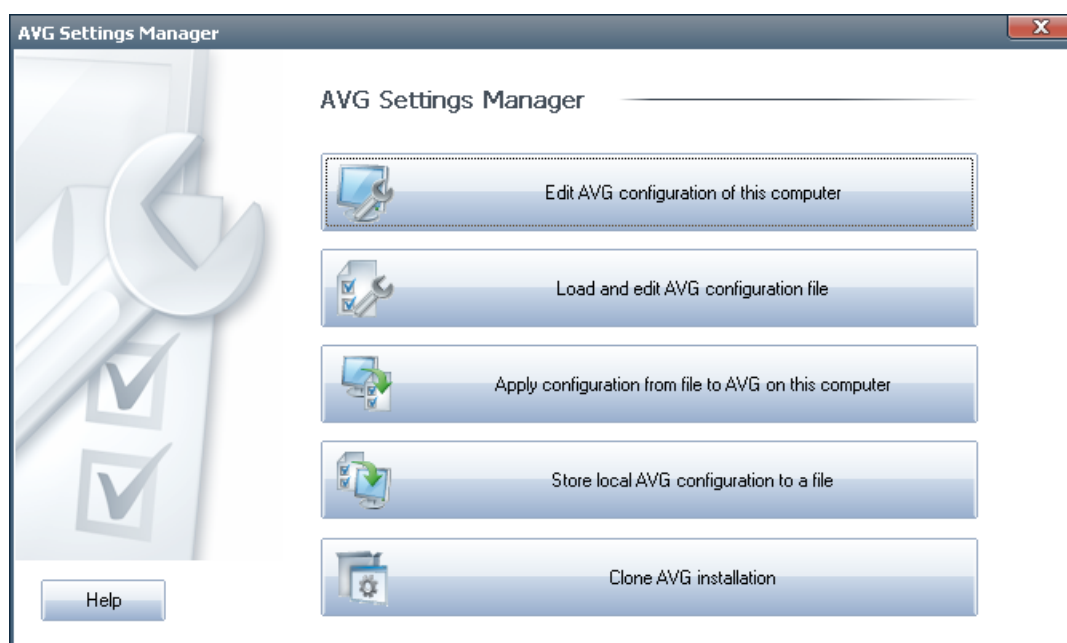 AVG Settings Manager
X
AVG Settings Manager
Edit AVG configuration of this computer
Load and edit AVG configuration file
Apply configuration from file to AVG on this computer
Store local AVG configuration to a file
Clone AVG installation
Help